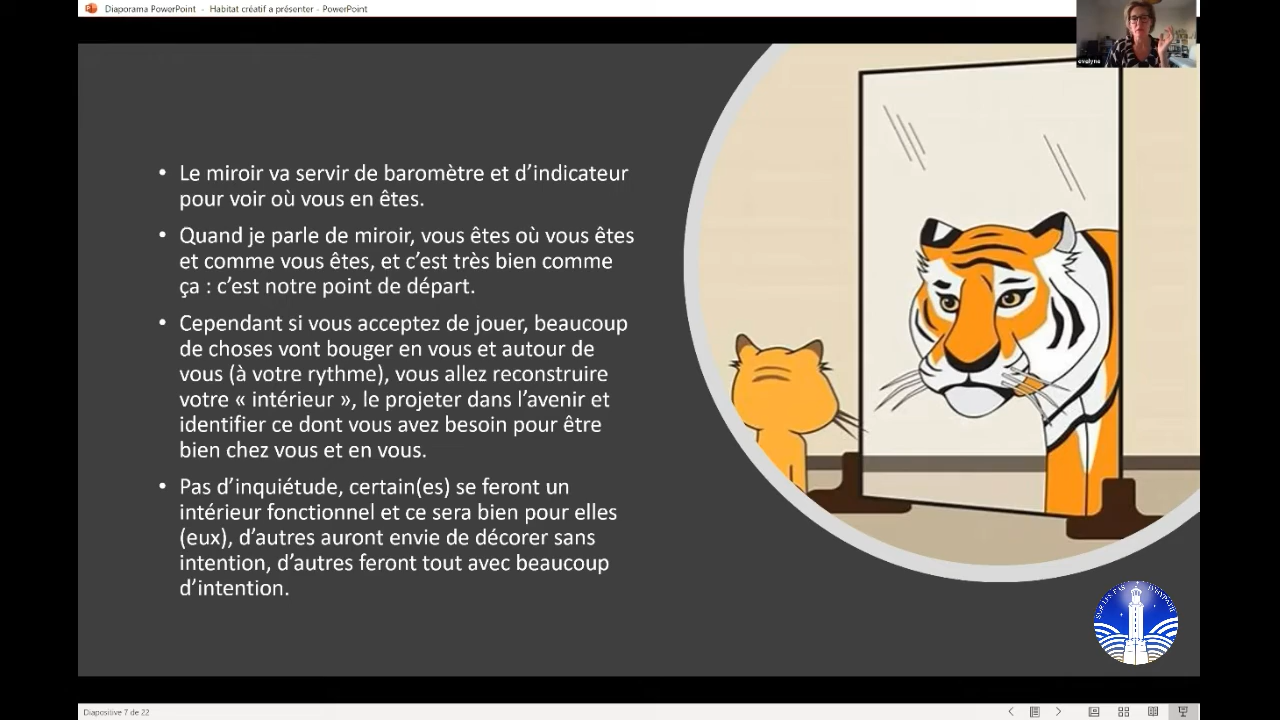 Diaporama PowerPoint - Habitat créatif a présenter - PowerPoint
evelyne
• Le miroir va servir de baromètre et d’indicateur
pour voir où vous en êtes.
• Quand je parle de miroir, vous êtes où vous êtes
et comme vous êtes, et c’est très bien comme
ça : c’est notre point de départ.
• Cependant si vous acceptez de jouer, beaucoup
de choses vont bouger en vous et autour de
vous (à votre rythme), vous allez reconstruire
votre « intérieur », le projeter dans l’avenir et
identifier ce dont vous avez besoin pour être
bien chez vous et en vous.
• Pas d’inquiétude, certain(es) se feront un
intérieur fonctionnel et ce sera bien pour elles
(eux), d’autres auront envie de décorer sans
intention, d’autres feront tout avec beaucoup
d’intention.
SUR LES PAS
Diapositive 7 de 22